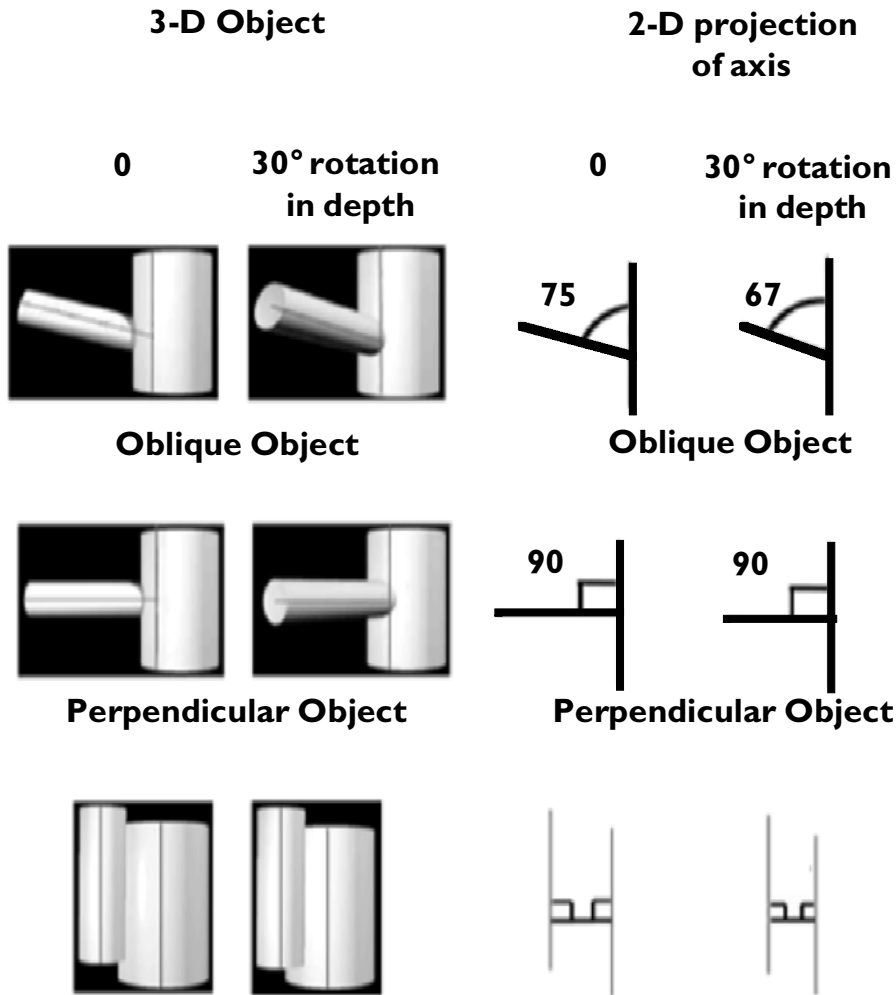 3-D Object
2-D projection
of axis
0
30° rotation
in depth
0
30° rotation
in depth
75
67
Oblique Object
Oblique Object
90
90
Perpendicular Object
Perpendicular Object